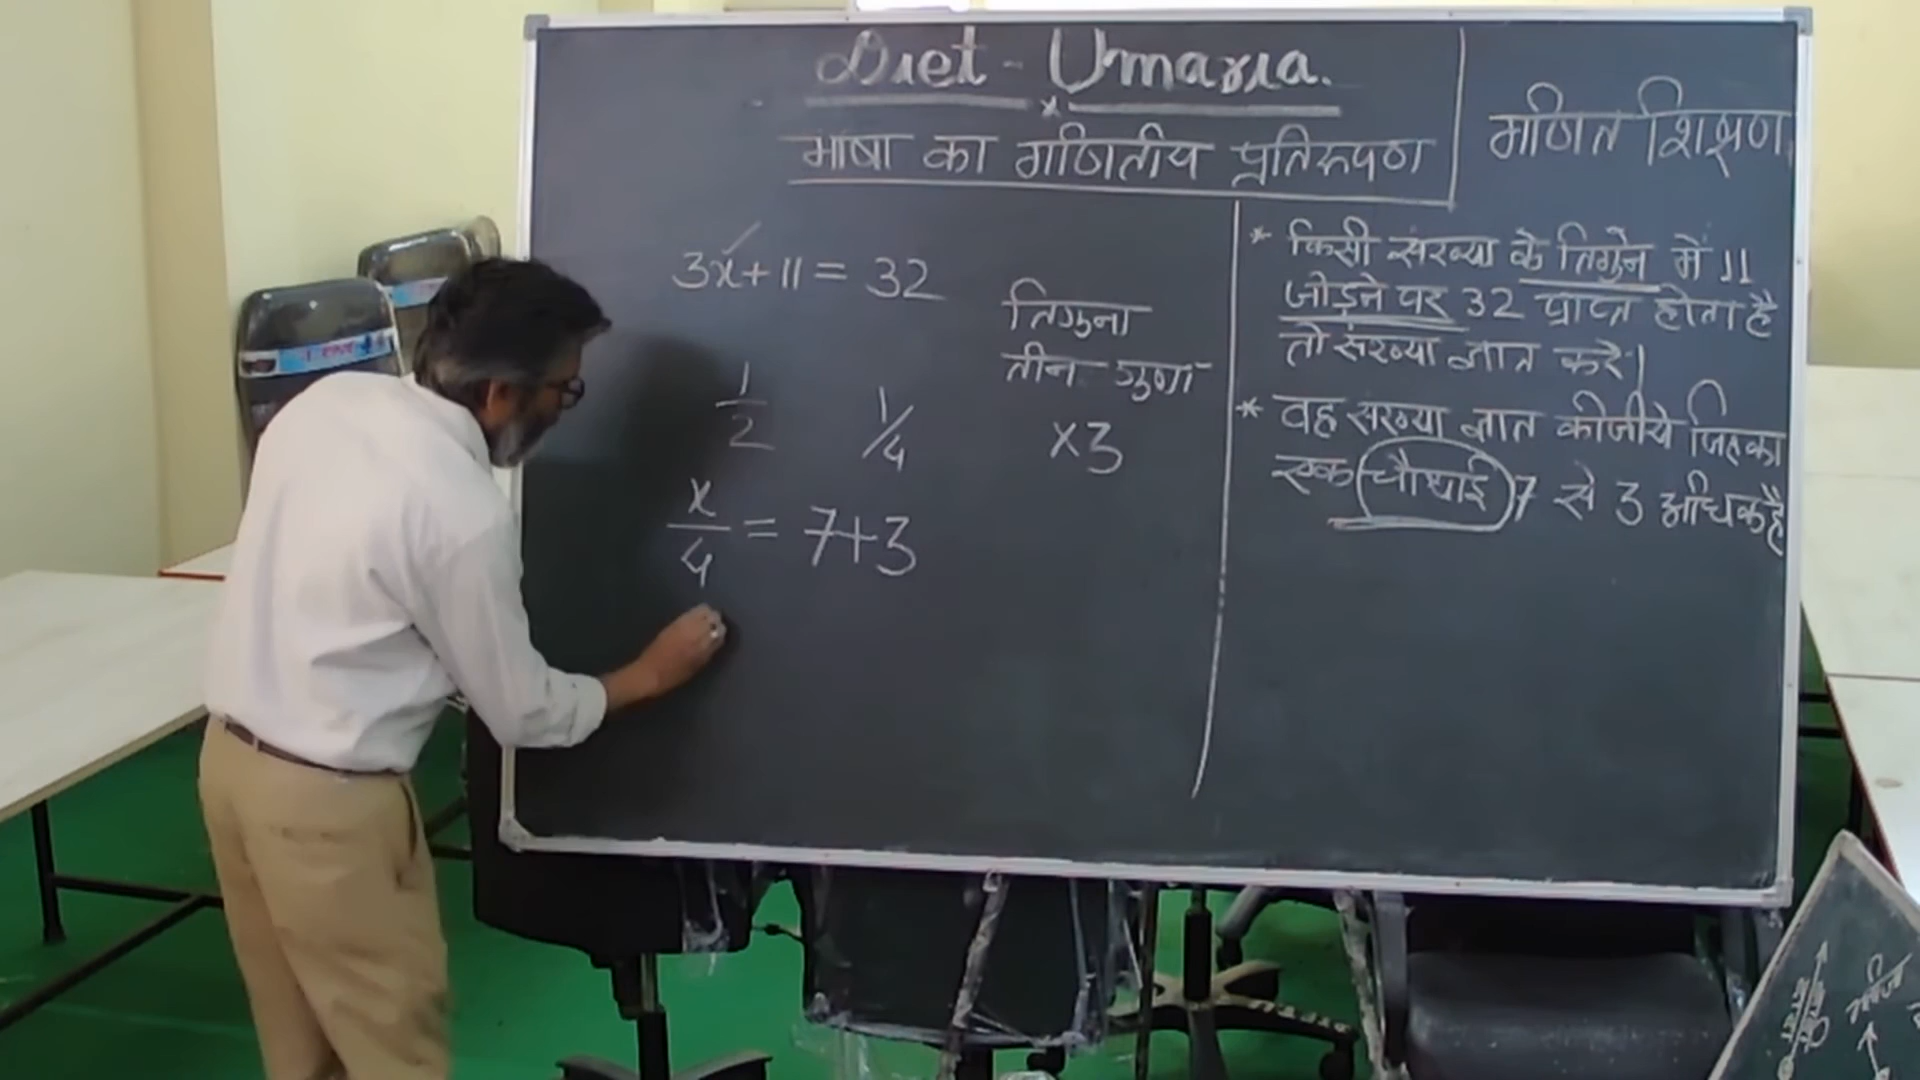 Diet - Umaria.
भाषा का गणितीय प्रतिरूपण
गणित शिक्षण
3x + 11 = 32
तिगुना
तीन गुणा
×3
1/2
1/4
x/4 = 7+3
* किसी संख्या के तिगुने में 11
जोड़ने पर 32 प्राप्त होता है
तो संख्या ज्ञात करें।
* वह संख्या ज्ञात कीजीये जिसका
एक चौथाई 7 से 3 अधिक है